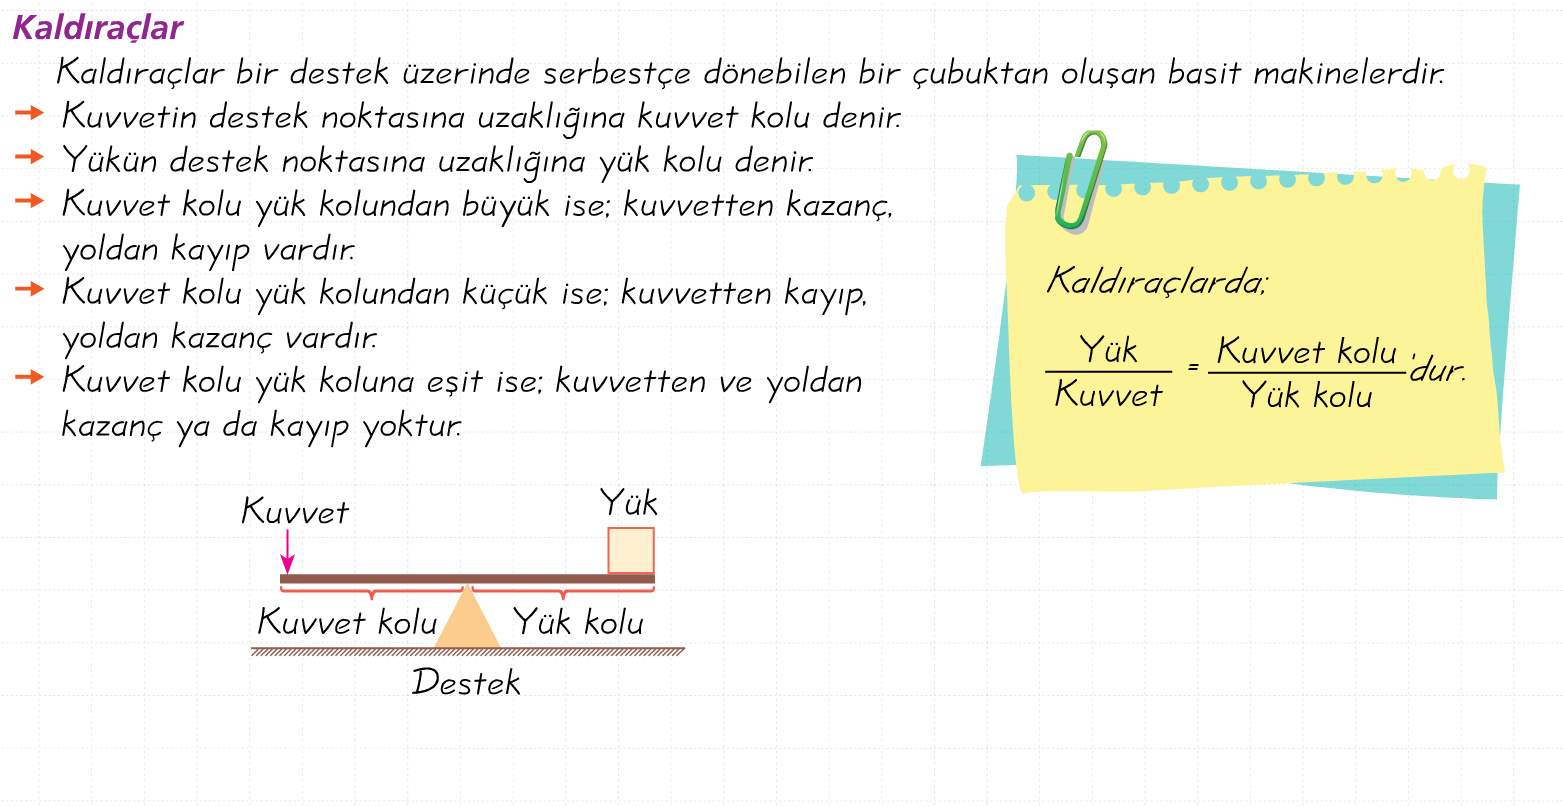 Kaldıraçlar
Kaldıraçlar bir destek üzerinde serbestçe dönebilen bir çubuktan oluşan basit makinelerdir.
Kuvvetin destek noktasına uzaklığına kuvvet kolu denir.
Yükün destek noktasına uzaklığına yük kolu denir.
Kuvvet kolu yük kolundan büyük ise; kuvvetten kazanç,
yoldan kayıp vardır.
Kuvvet kolu yük kolundan küçük ise; kuvvetten kayıp,
yoldan kazanç vardır.
Kuvvet kolu yük koluna eşit ise; kuvvetten ve yoldan
kazanç ya da kayıp yoktur.
Kaldıraçlarda;
Yük / Kuvvet = Kuvvet kolu / Yük kolu 'dur.
Kuvvet
Yük
Kuvvet kolu
Yük kolu
Destek